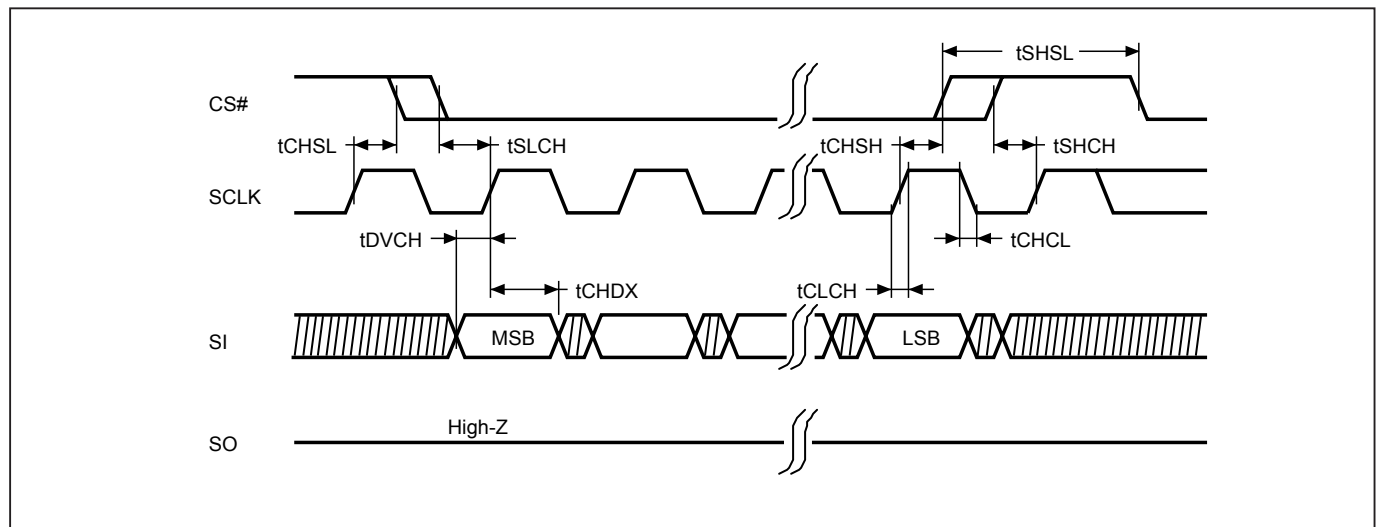 tSHSL
CS#
tCHSL tSLCH tCHSH tSHCH
SCLK
tDVCH tCHCL
tCHDX tCLCH
SI MSB LSB
High-Z
SO